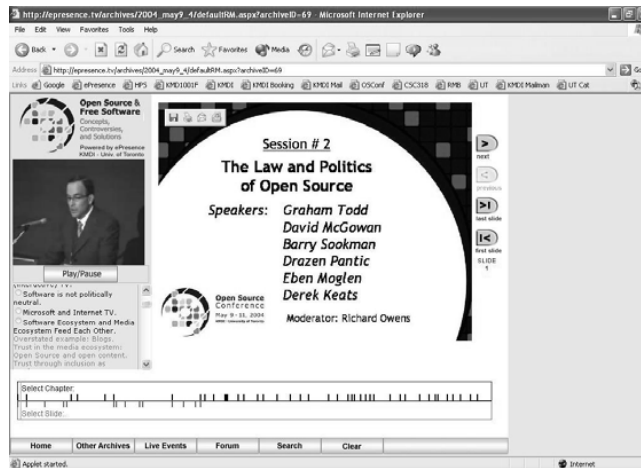 http://epresence.tv/archives/2004_may9_4/defaultRM.aspx?archiveID=69 - Microsoft Internet Explorer
File Edit View Favorites Tools Help
Back Search Favorites Media
Address http://epresence.tv/archives/2004_may9_4/defaultRM.aspx?archiveID=69 Go
Links Google ePresence HP5 KMD1001F KMDI KMDI Booking KMDI Mail OSConf CSC318 RMB UT KMDI Mailman UT Cat
Open Source &
Free Software
Concepts,
Controversies,
and Solutions
Powered by ePresence
KMDI - Univ. of Toronto
Play/Pause
(interactive) TV.
Software is not politically
neutral.
Microsoft and Internet TV.
Software Ecosystem and Media
Ecosystem Feed Each Other.
Overstated example: Blogs.
Trust in the media ecosystem:
Open Source and open content.
Trust through inclusion as
Session # 2
The Law and Politics
of Open Source
Speakers: Graham Todd
David McGowan
Barry Sookman
Drazen Pantic
Eben Moglen
Derek Keats
Moderator: Richard Owens
Open Source
Conference
May 9 - 11, 2004
KMDI - University of Toronto
next
previous
last slide
first slide
SLIDE
1
Select Chapter:
Select Slide:
Home Other Archives Live Events Forum Search Clear
Applet started. Internet